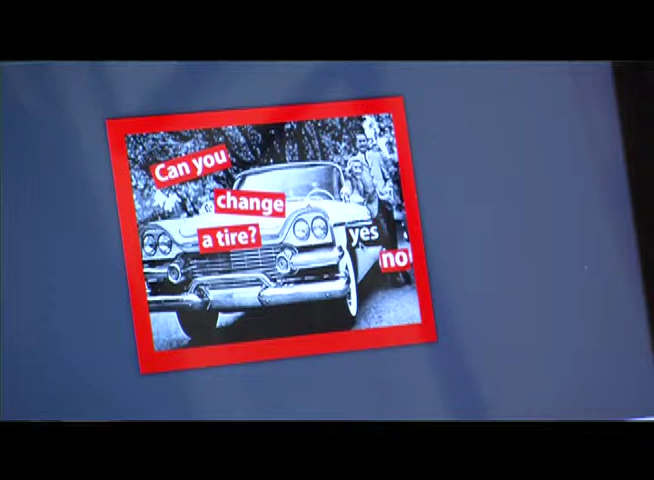 Can you
change
a tire?
yes
no